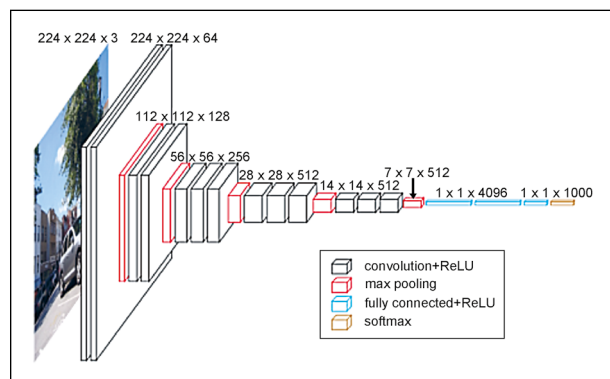 224 x 224 x 3
224 x 224 x 64
112 x 112 x 128
56 x 56 x 256
28 x 28 x 512
14 x 14 x 512
7 x 7 x 512
1 x 1 x 4096
1 x 1 x 1000
convolution+ReLU
max pooling
fully connected+ReLU
softmax